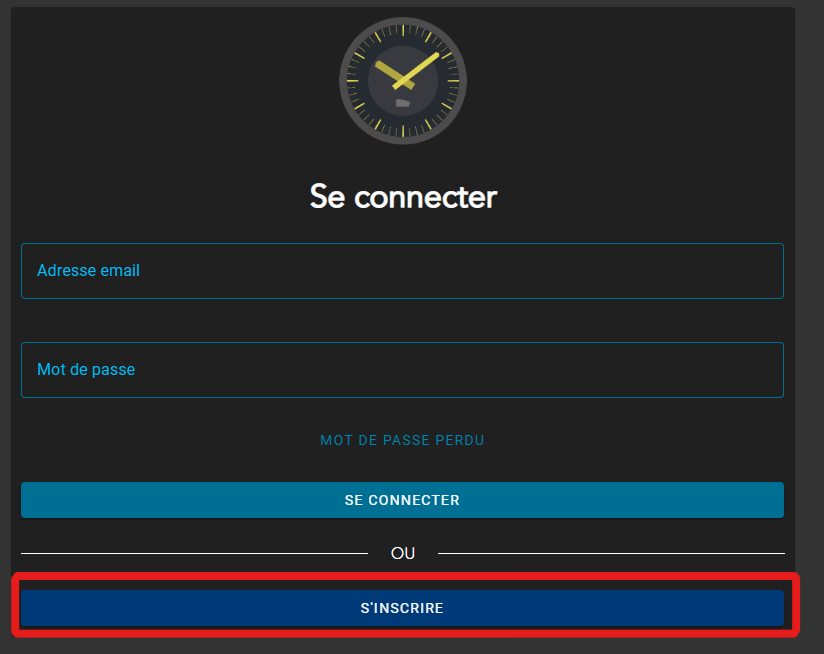 Se connecter
Adresse email
Mot de passe
MOT DE PASSE PERDU
SE CONNECTER
OU
S'INSCRIRE